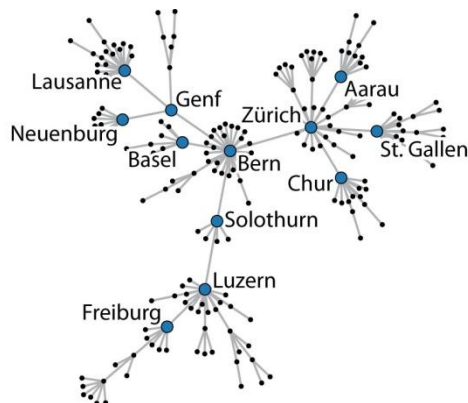 Lausanne
Genf
Neuenburg
Basel
Bern
Zürich
Aarau
St. Gallen
Chur
Solothurn
Luzern
Freiburg